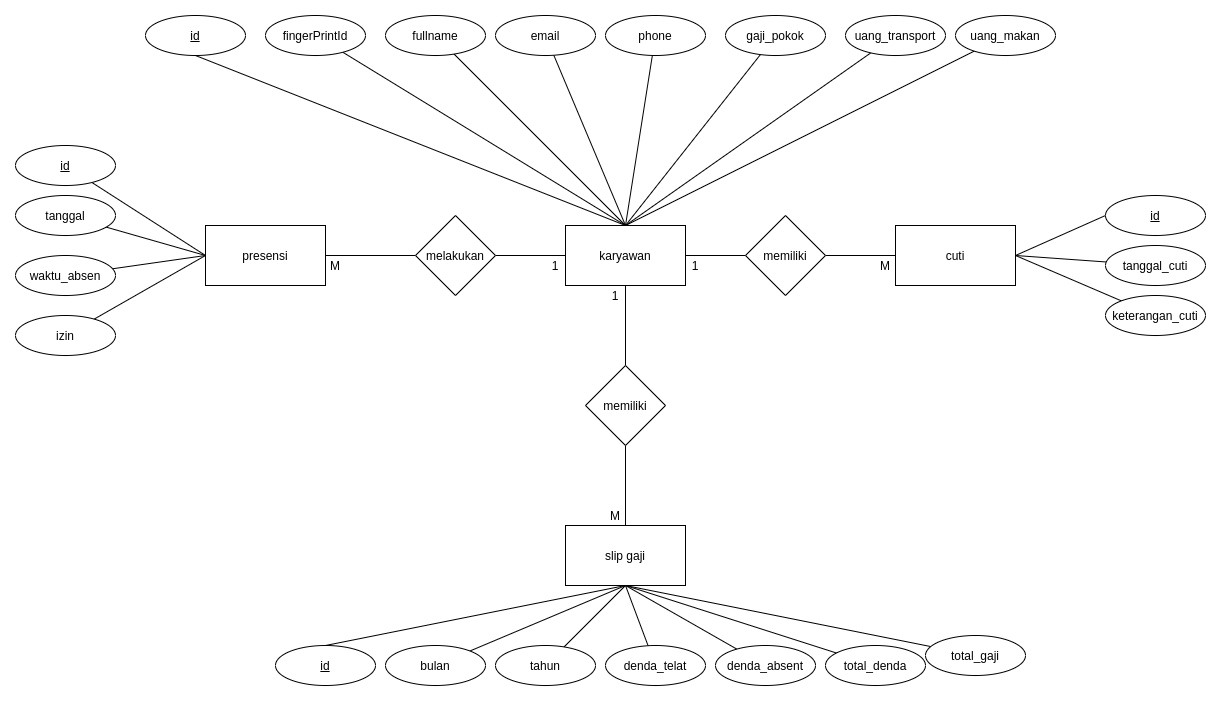 id
fingerPrintId
fullname
email
phone
gaji_pokok
uang_transport
uang_makan
id
tanggal
waktu_absen
izin
presensi
M
melakukan
1
karyawan
1
memiliki
M
cuti
id
tanggal_cuti
keterangan_cuti
1
memiliki
M
slip gaji
id
bulan
tahun
denda_telat
denda_absent
total_denda
total_gaji